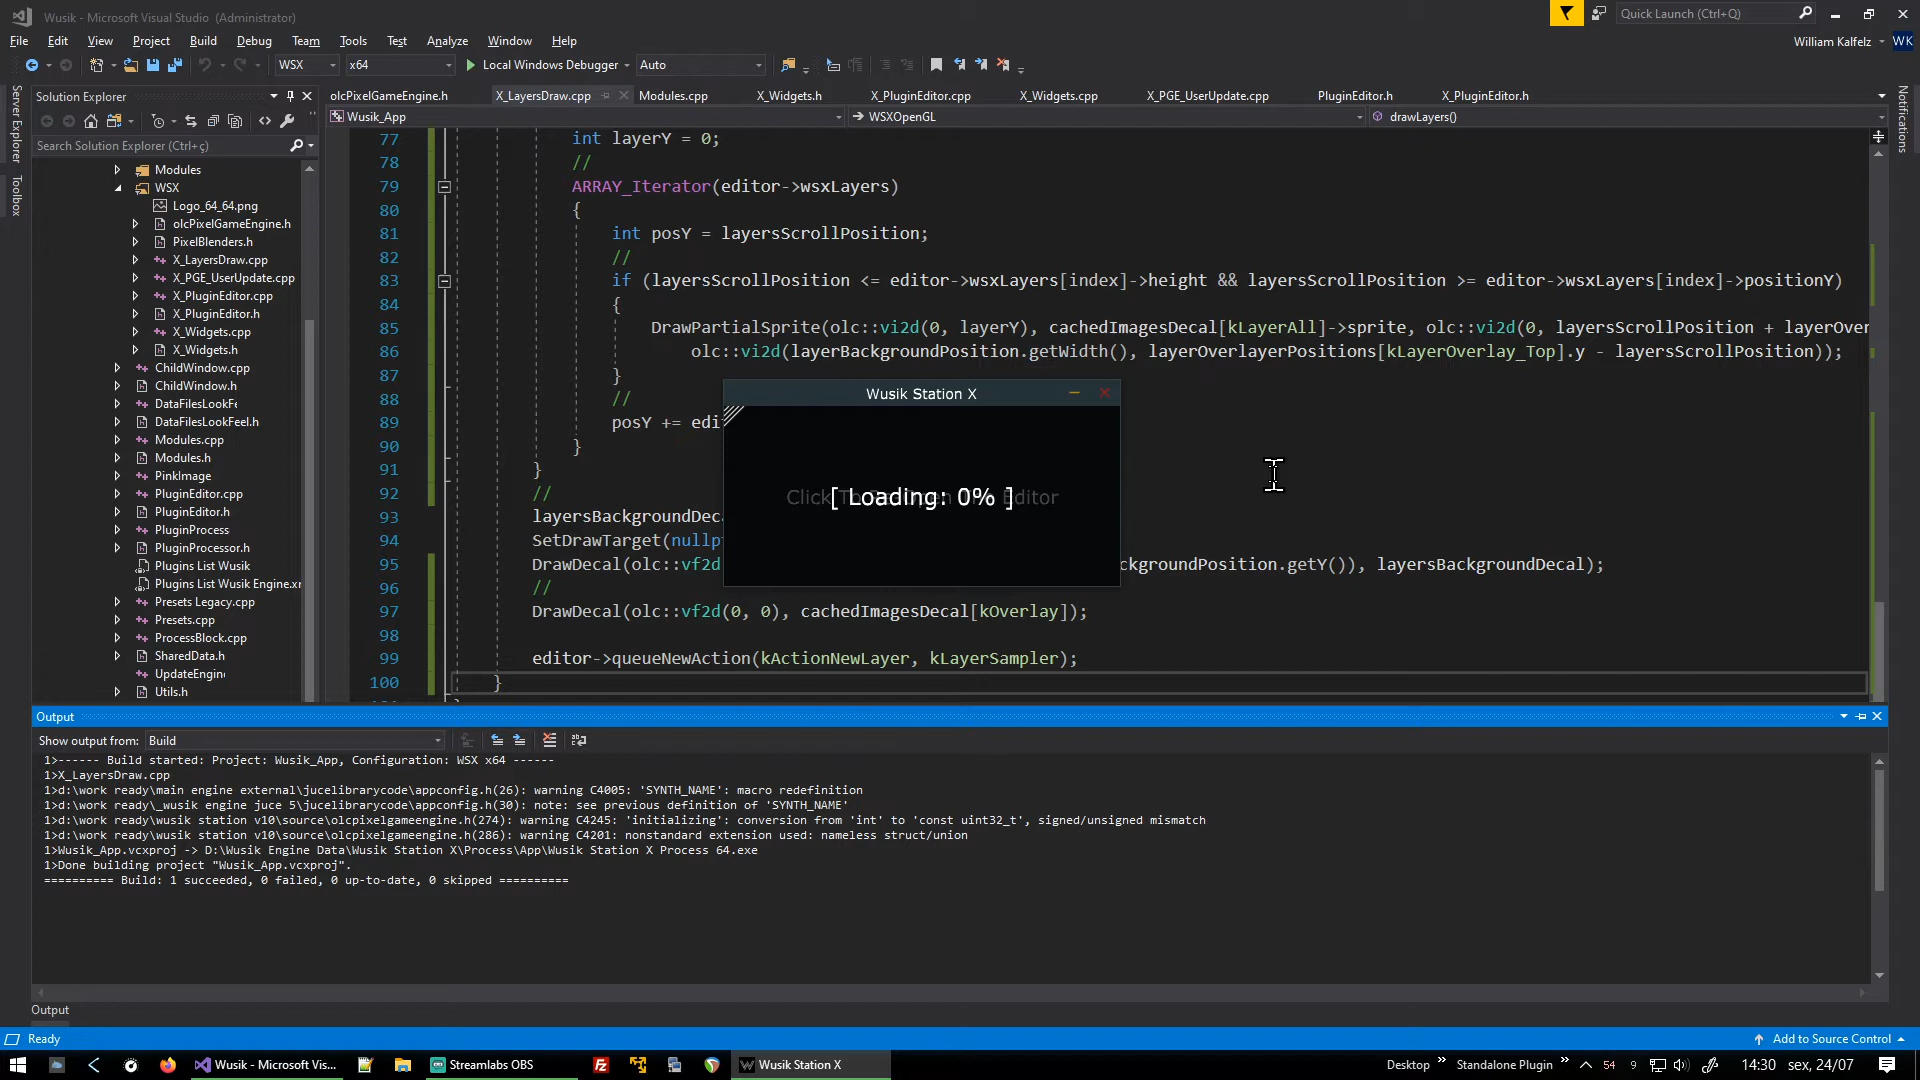 Wusik - Microsoft Visual Studio (Administrator)
Quick Launch (Ctrl+Q)
File Edit View Project Build Debug Team Tools Test Analyze Window Help
William Kalfelz WK
WSX x64 Local Windows Debugger Auto
Server Explorer
Toolbox
Notifications
Solution Explorer
olcPixelGameEngine.h X_LayersDraw.cpp Modules.cpp X_Widgets.h X_PluginEditor.cpp X_Widgets.cpp X_PGE_UserUpdate.cpp PluginEditor.h X_PluginEditor.h
Wusik_App WSXOpenGL drawLayers()
Search Solution Explorer (Ctrl+ç)
Modules
WSX
Logo_64_64.png
olcPixelGameEngine.h
PixelBlenders.h
X_LayersDraw.cpp
X_PGE_UserUpdate.cpp
X_PluginEditor.cpp
X_PluginEditor.h
X_Widgets.cpp
X_Widgets.h
ChildWindow.cpp
ChildWindow.h
DataFilesLookFe
DataFilesLookFeel.h
Modules.cpp
Modules.h
PinkImage
PluginEditor.cpp
PluginEditor.h
PluginProcess
PluginProcessor.h
Plugins List Wusik
Plugins List Wusik Engine.xr
Presets Legacy.cpp
Presets.cpp
ProcessBlock.cpp
SharedData.h
UpdateEngin
Utils.h
77 int layerY = 0;
78 //
79 ARRAY_Iterator(editor->wsxLayers)
80 {
81 int posY = layersScrollPosition;
82 //
83 if (layersScrollPosition <= editor->wsxLayers[index]->height && layersScrollPosition >= editor->wsxLayers[index]->positionY)
84 {
85 DrawPartialSprite(olc::vi2d(0, layerY), cachedImagesDecal[kLayerAll]->sprite, olc::vi2d(0, layersScrollPosition + layerOver
86 olc::vi2d(layerBackgroundPosition.getWidth(), layerOverlayerPositions[kLayerOverlay_Top].y - layersScrollPosition));
87 }
88 //
89 posY += edi
90 }
91 }
92 //
93 layersBackgroundDec
94 SetDrawTarget(nullp
95 DrawDecal(olc::vf2d ckgroundPosition.getY()), layersBackgroundDecal);
96 //
97 DrawDecal(olc::vf2d(0, 0), cachedImagesDecal[kOverlay]);
98
99 editor->queueNewAction(kActionNewLayer, kLayerSampler);
100 }
Wusik Station X
[ Loading: 0% ]
Output
Show output from: Build
1>------ Build started: Project: Wusik_App, Configuration: WSX x64 ------
1>X_LayersDraw.cpp
1>d:\work ready\main engine external\jucelibrarycode\appconfig.h(26): warning C4005: 'SYNTH_NAME': macro redefinition
1>d:\work ready\_wusik engine juce 5\jucelibrarycode\appconfig.h(30): note: see previous definition of 'SYNTH_NAME'
1>d:\work ready\wusik station v10\source\olcpixelgameengine.h(274): warning C4245: 'initializing': conversion from 'int' to 'const uint32_t', signed/unsigned mismatch
1>d:\work ready\wusik station v10\source\olcpixelgameengine.h(286): warning C4201: nonstandard extension used: nameless struct/union
1>Wusik_App.vcxproj -> D:\Wusik Engine Data\Wusik Station X\Process\App\Wusik Station X Process 64.exe
1>Done building project "Wusik_App.vcxproj".
========== Build: 1 succeeded, 0 failed, 0 up-to-date, 0 skipped ==========
Output
Ready Add to Source Control
Wusik - Microsoft Vis... Streamlabs OBS Wusik Station X Desktop Standalone Plugin 54 9 14:30 sex, 24/07